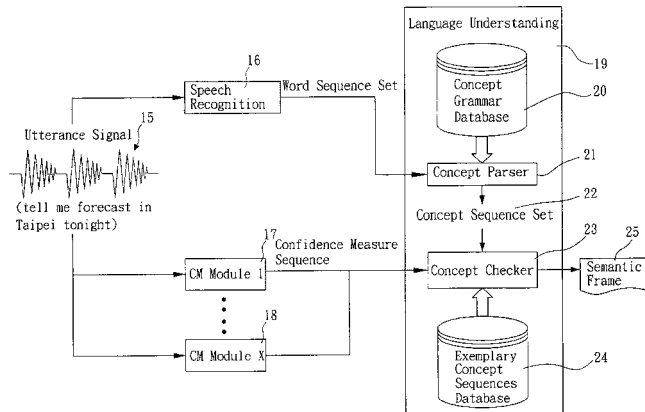 Language Understanding
19
Concept
Grammar
Database
20
16
Speech
Recognition
Word Sequence Set
Utterance Signal
15
(tell me forecast in
Taipei tonight)
Concept Parser
21
22
Concept Sequence Set
23
17
CM Module 1
Confidence Measure
Sequence
Concept Checker
25
Semantic
Frame
18
CM Module X
Exemplary
Concept
Sequences
Database
24